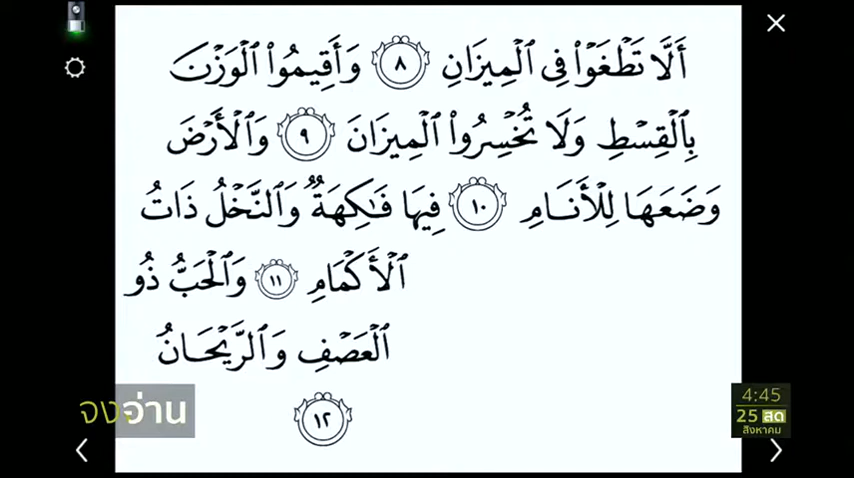 أَلَّا تَطْغَوْا۟ فِى ٱلْمِيزَانِ ٨ وَأَقِيمُوا۟ ٱلْوَزْنَ
بِٱلْقِسْطِ وَلَا تُخْسِرُوا۟ ٱلْمِيزَانَ ٩ وَٱلْأَرْضَ
وَضَعَهَا لِلْأَنَامِ ١٠ فِيهَا فَـٰكِهَةٌ وَٱلنَّخْلُ ذَاتُ
ٱلْأَكْمَامِ ١١ وَٱلْحَبُّ ذُو
ٱلْعَصْفِ وَٱلرَّيْحَانُ
١٢
จงอ่าน
4:45
25 สด
สิงหาคม